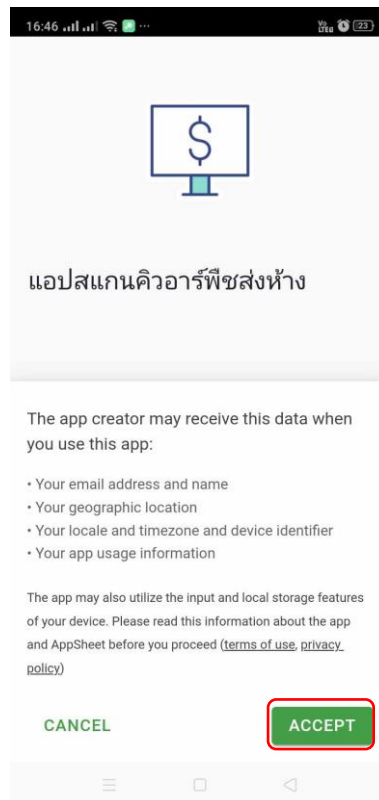 16:46
Vo
LTE
23
$
แอปสแกนคิวอาร์พืชส่งห้าง
The app creator may receive this data when
you use this app:
• Your email address and name
• Your geographic location
• Your locale and timezone and device identifier
• Your app usage information
The app may also utilize the input and local storage features
of your device. Please read this information about the app
and AppSheet before you proceed (terms of use, privacy
policy)
CANCEL
ACCEPT